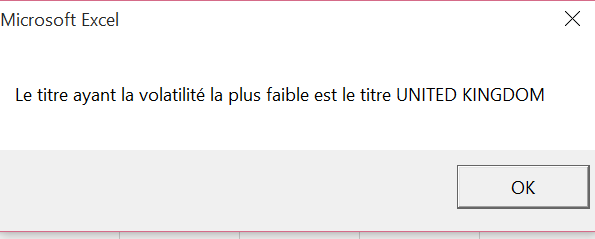 Microsoft Excel
Le titre ayant la volatilité la plus faible est le titre UNITED KINGDOM
OK